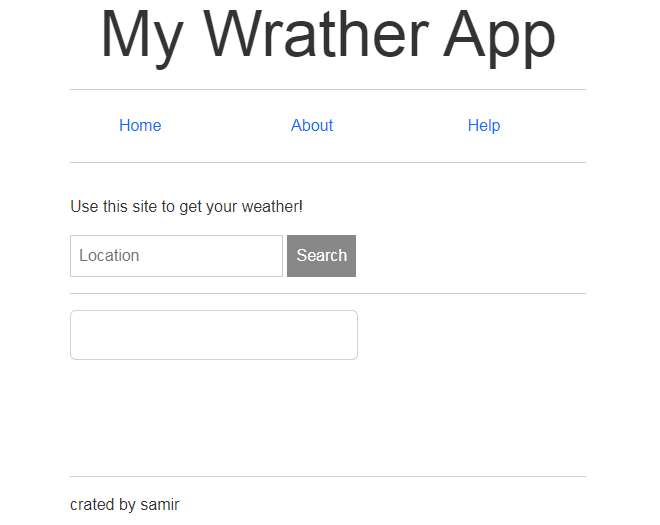 My Wrather App
Home About Help
Use this site to get your weather!
Location Search
crated by samir